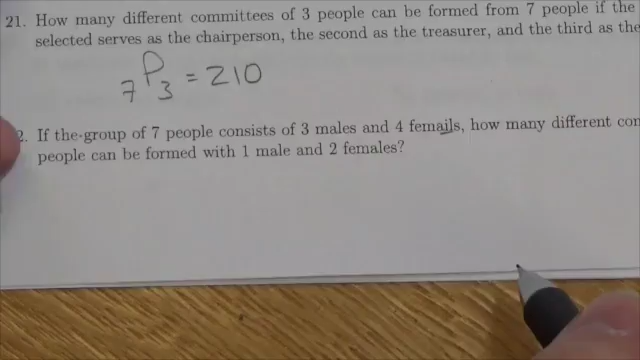 21. How many different committees of 3 people can be formed from 7 people if the
selected serves as the chairperson, the second as the treasurer, and the third as the
7P3 = 210
2. If the group of 7 people consists of 3 males and 4 femails, how many different
people can be formed with 1 male and 2 females?